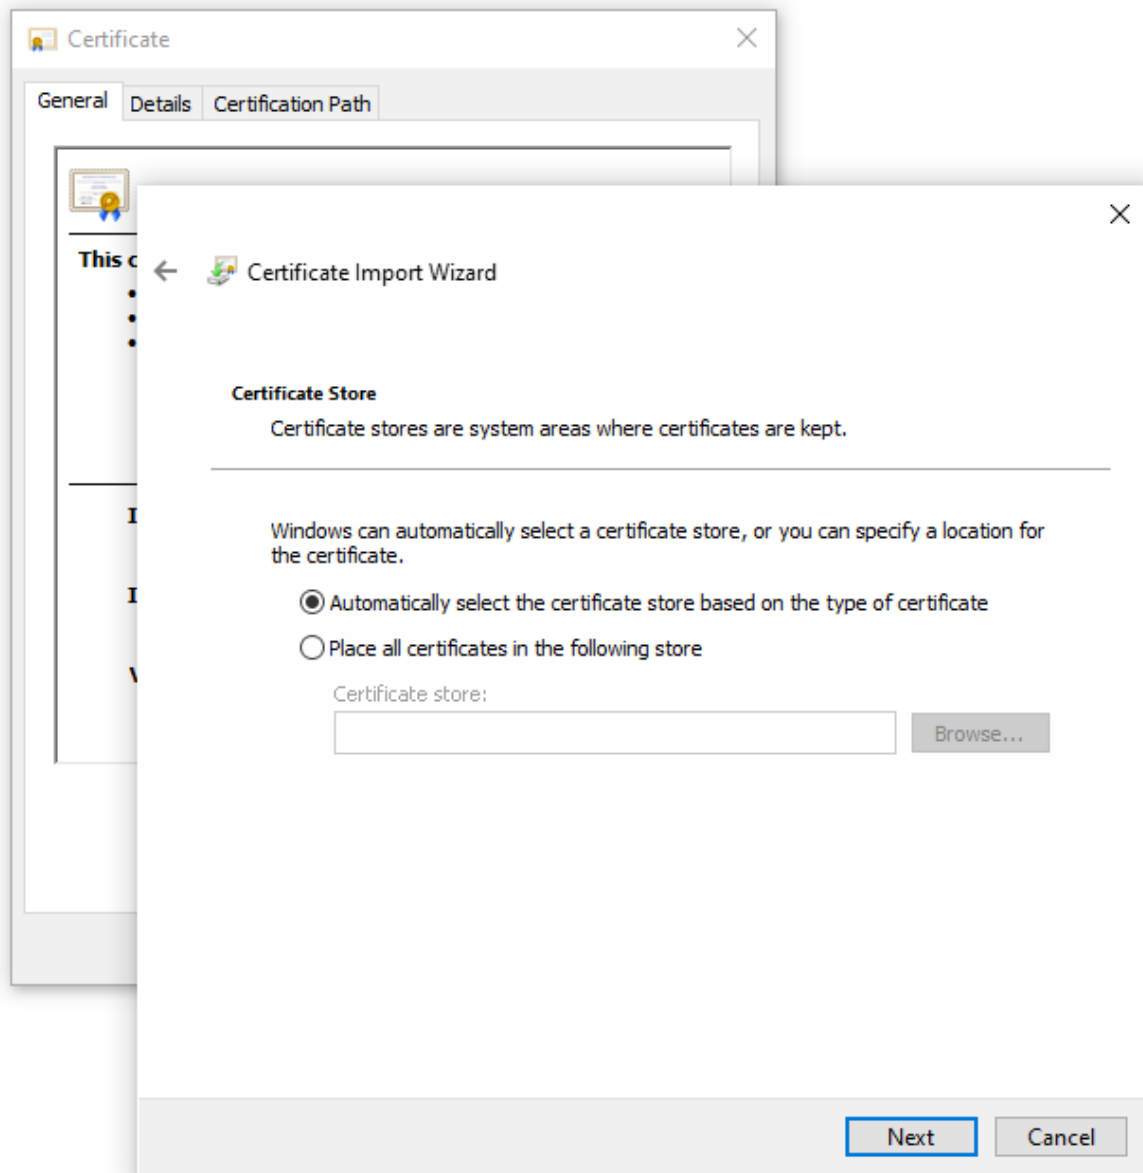 Certificate
General
Details
Certification Path
This c
Certificate Import Wizard
Certificate Store
Certificate stores are system areas where certificates are kept.
I
Windows can automatically select a certificate store, or you can specify a location for
the certificate.
I
Automatically select the certificate store based on the type of certificate
Place all certificates in the following store
Certificate store:
Browse...
Next
Cancel